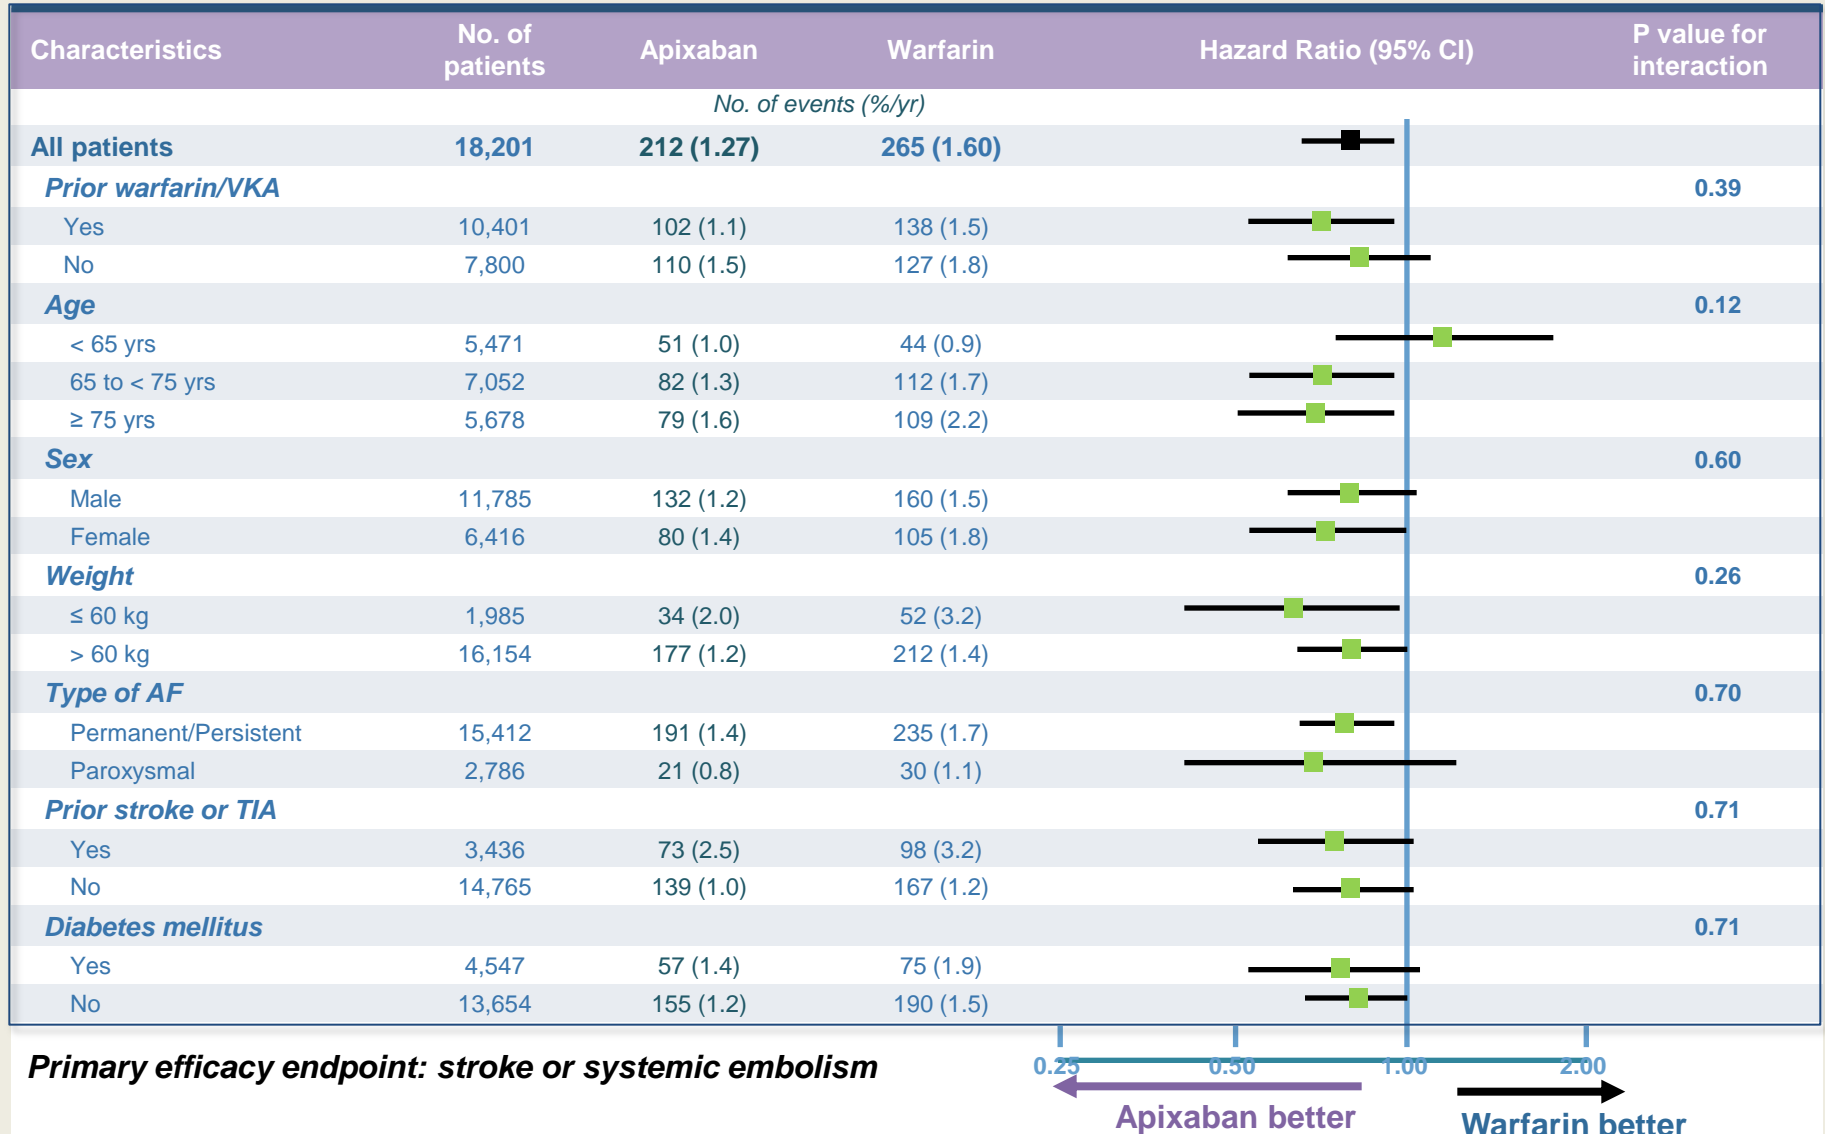 Characteristics No. of patients Apixaban Warfarin Hazard Ratio (95% CI) P value for interaction
No. of events (%/yr)
All patients 18,201 212 (1.27) 265 (1.60)
Prior warfarin/VKA 0.39
Yes 10,401 102 (1.1) 138 (1.5)
No 7,800 110 (1.5) 127 (1.8)
Age 0.12
< 65 yrs 5,471 51 (1.0) 44 (0.9)
65 to < 75 yrs 7,052 82 (1.3) 112 (1.7)
≥ 75 yrs 5,678 79 (1.6) 109 (2.2)
Sex 0.60
Male 11,785 132 (1.2) 160 (1.5)
Female 6,416 80 (1.4) 105 (1.8)
Weight 0.26
≤ 60 kg 1,985 34 (2.0) 52 (3.2)
> 60 kg 16,154 177 (1.2) 212 (1.4)
Type of AF 0.70
Permanent/Persistent 15,412 191 (1.4) 235 (1.7)
Paroxysmal 2,786 21 (0.8) 30 (1.1)
Prior stroke or TIA 0.71
Yes 3,436 73 (2.5) 98 (3.2)
No 14,765 139 (1.0) 167 (1.2)
Diabetes mellitus 0.71
Yes 4,547 57 (1.4) 75 (1.9)
No 13,654 155 (1.2) 190 (1.5)
Primary efficacy endpoint: stroke or systemic embolism 0.25 0.50 1.00 2.00
Apixaban better Warfarin better